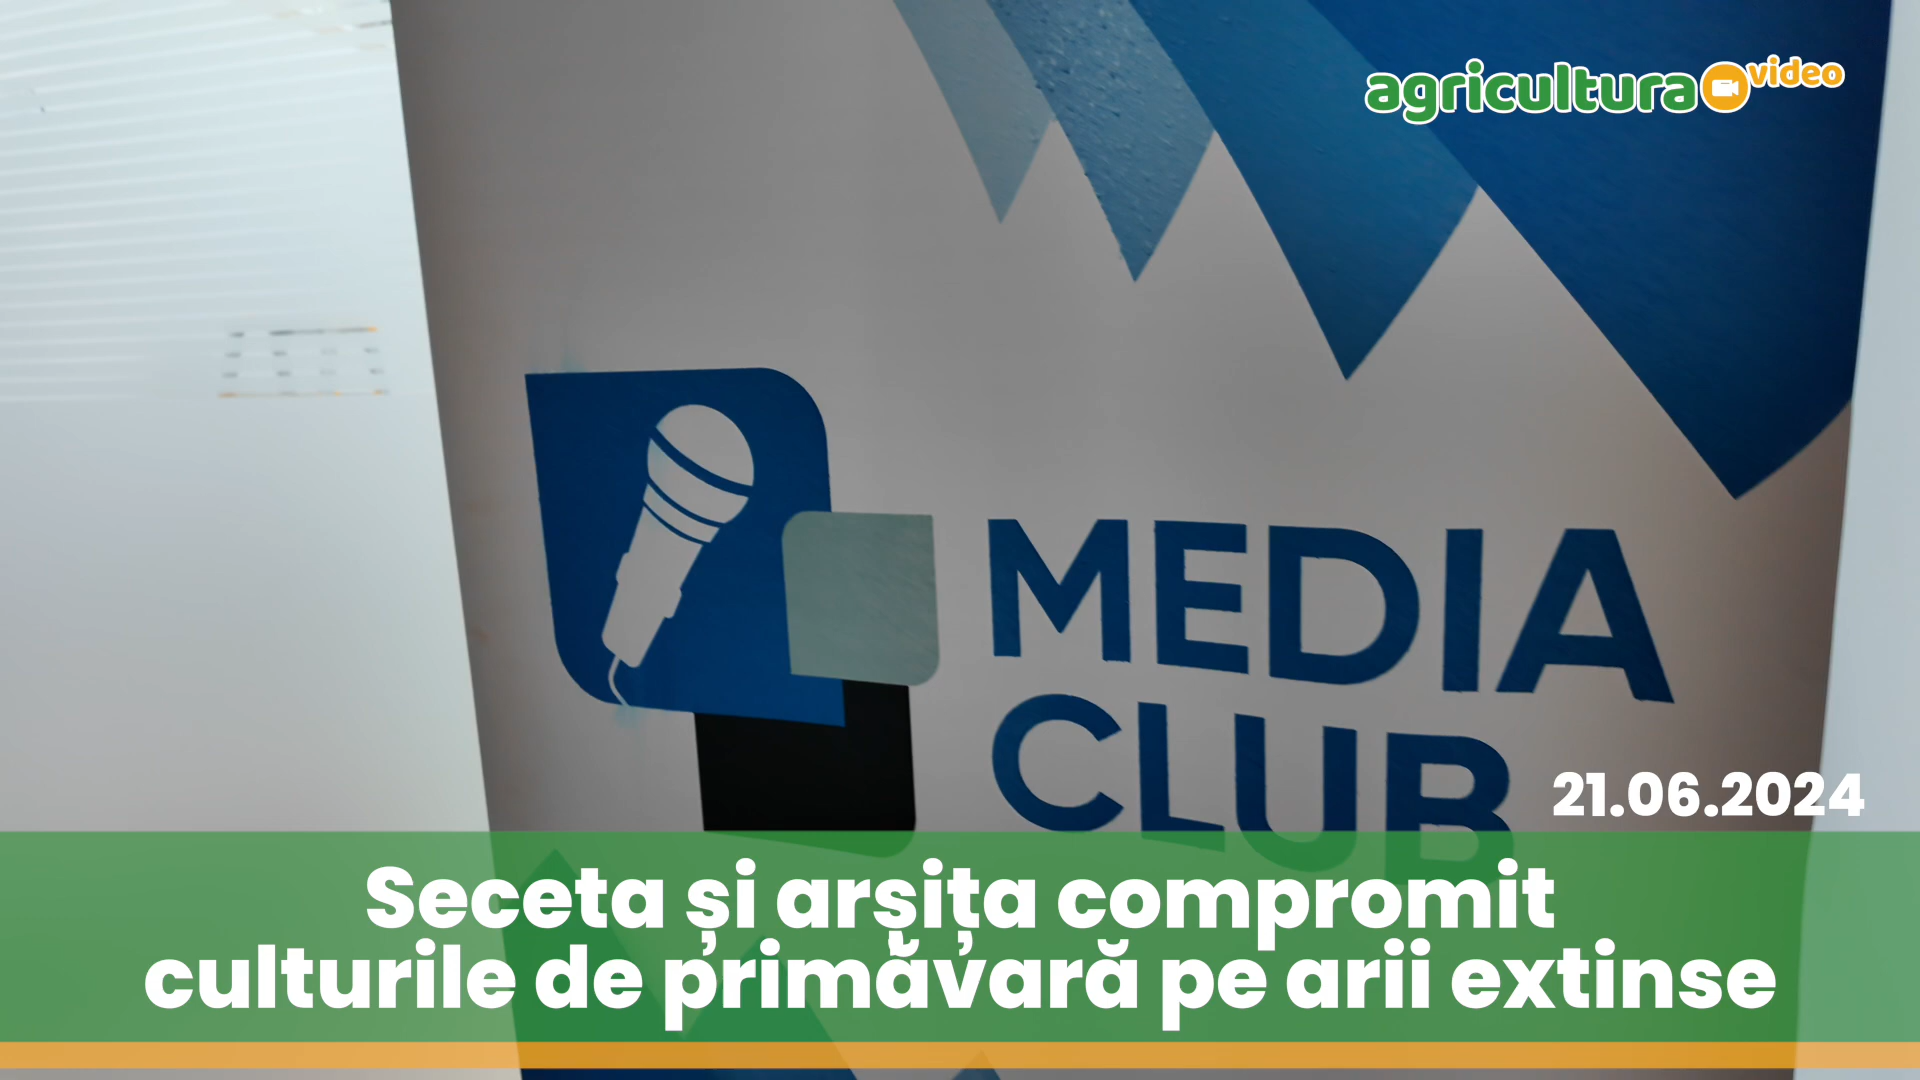 agricultura video
MEDIA
CLUB
21.06.2024
Seceta și arșița compromit
culturile de primăvară pe arii extinse